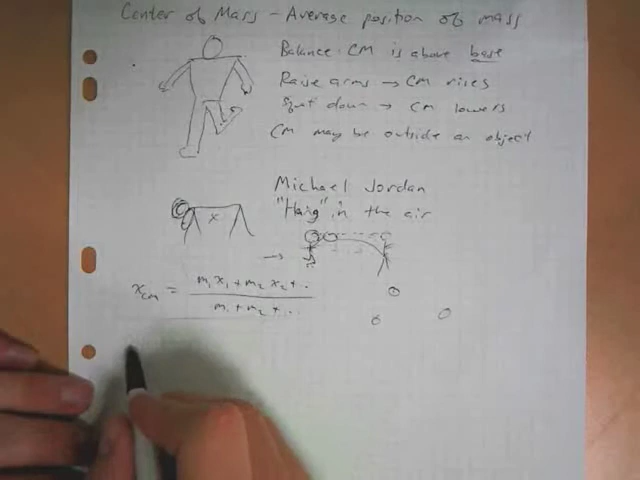 Center of Mass - Average position of mass
Balance: CM is above base
Raise arms → CM rises
Squat down → CM lowers
CM may be outside an object
Michael Jordan
"Hang" in the air
x
→
x_cm = (m₁x₁ + m₂x₂ + ..) / (m₁ + m₂ + ..)